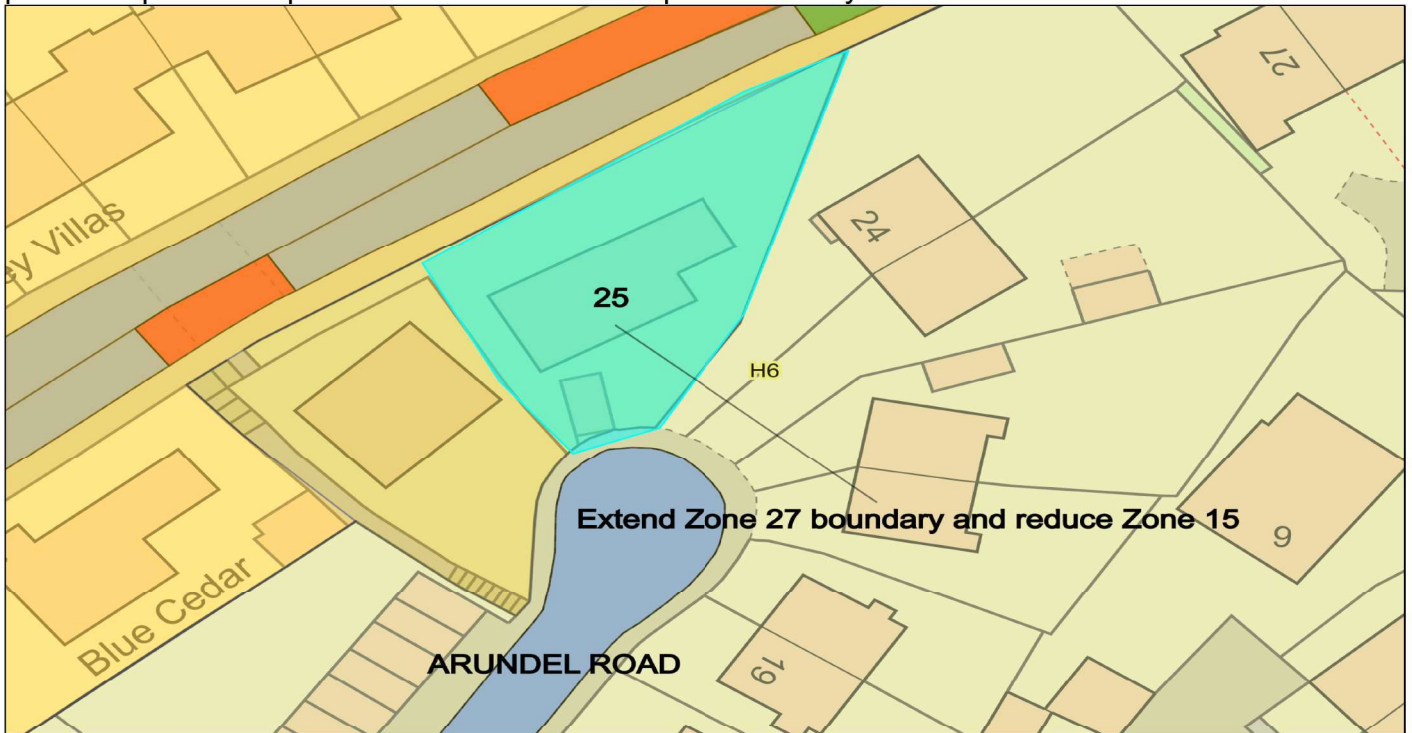 27
ey Villas
24
25
H6
Extend Zone 27 boundary and reduce Zone 15
9
Blue Cedar
ARUNDEL ROAD
19